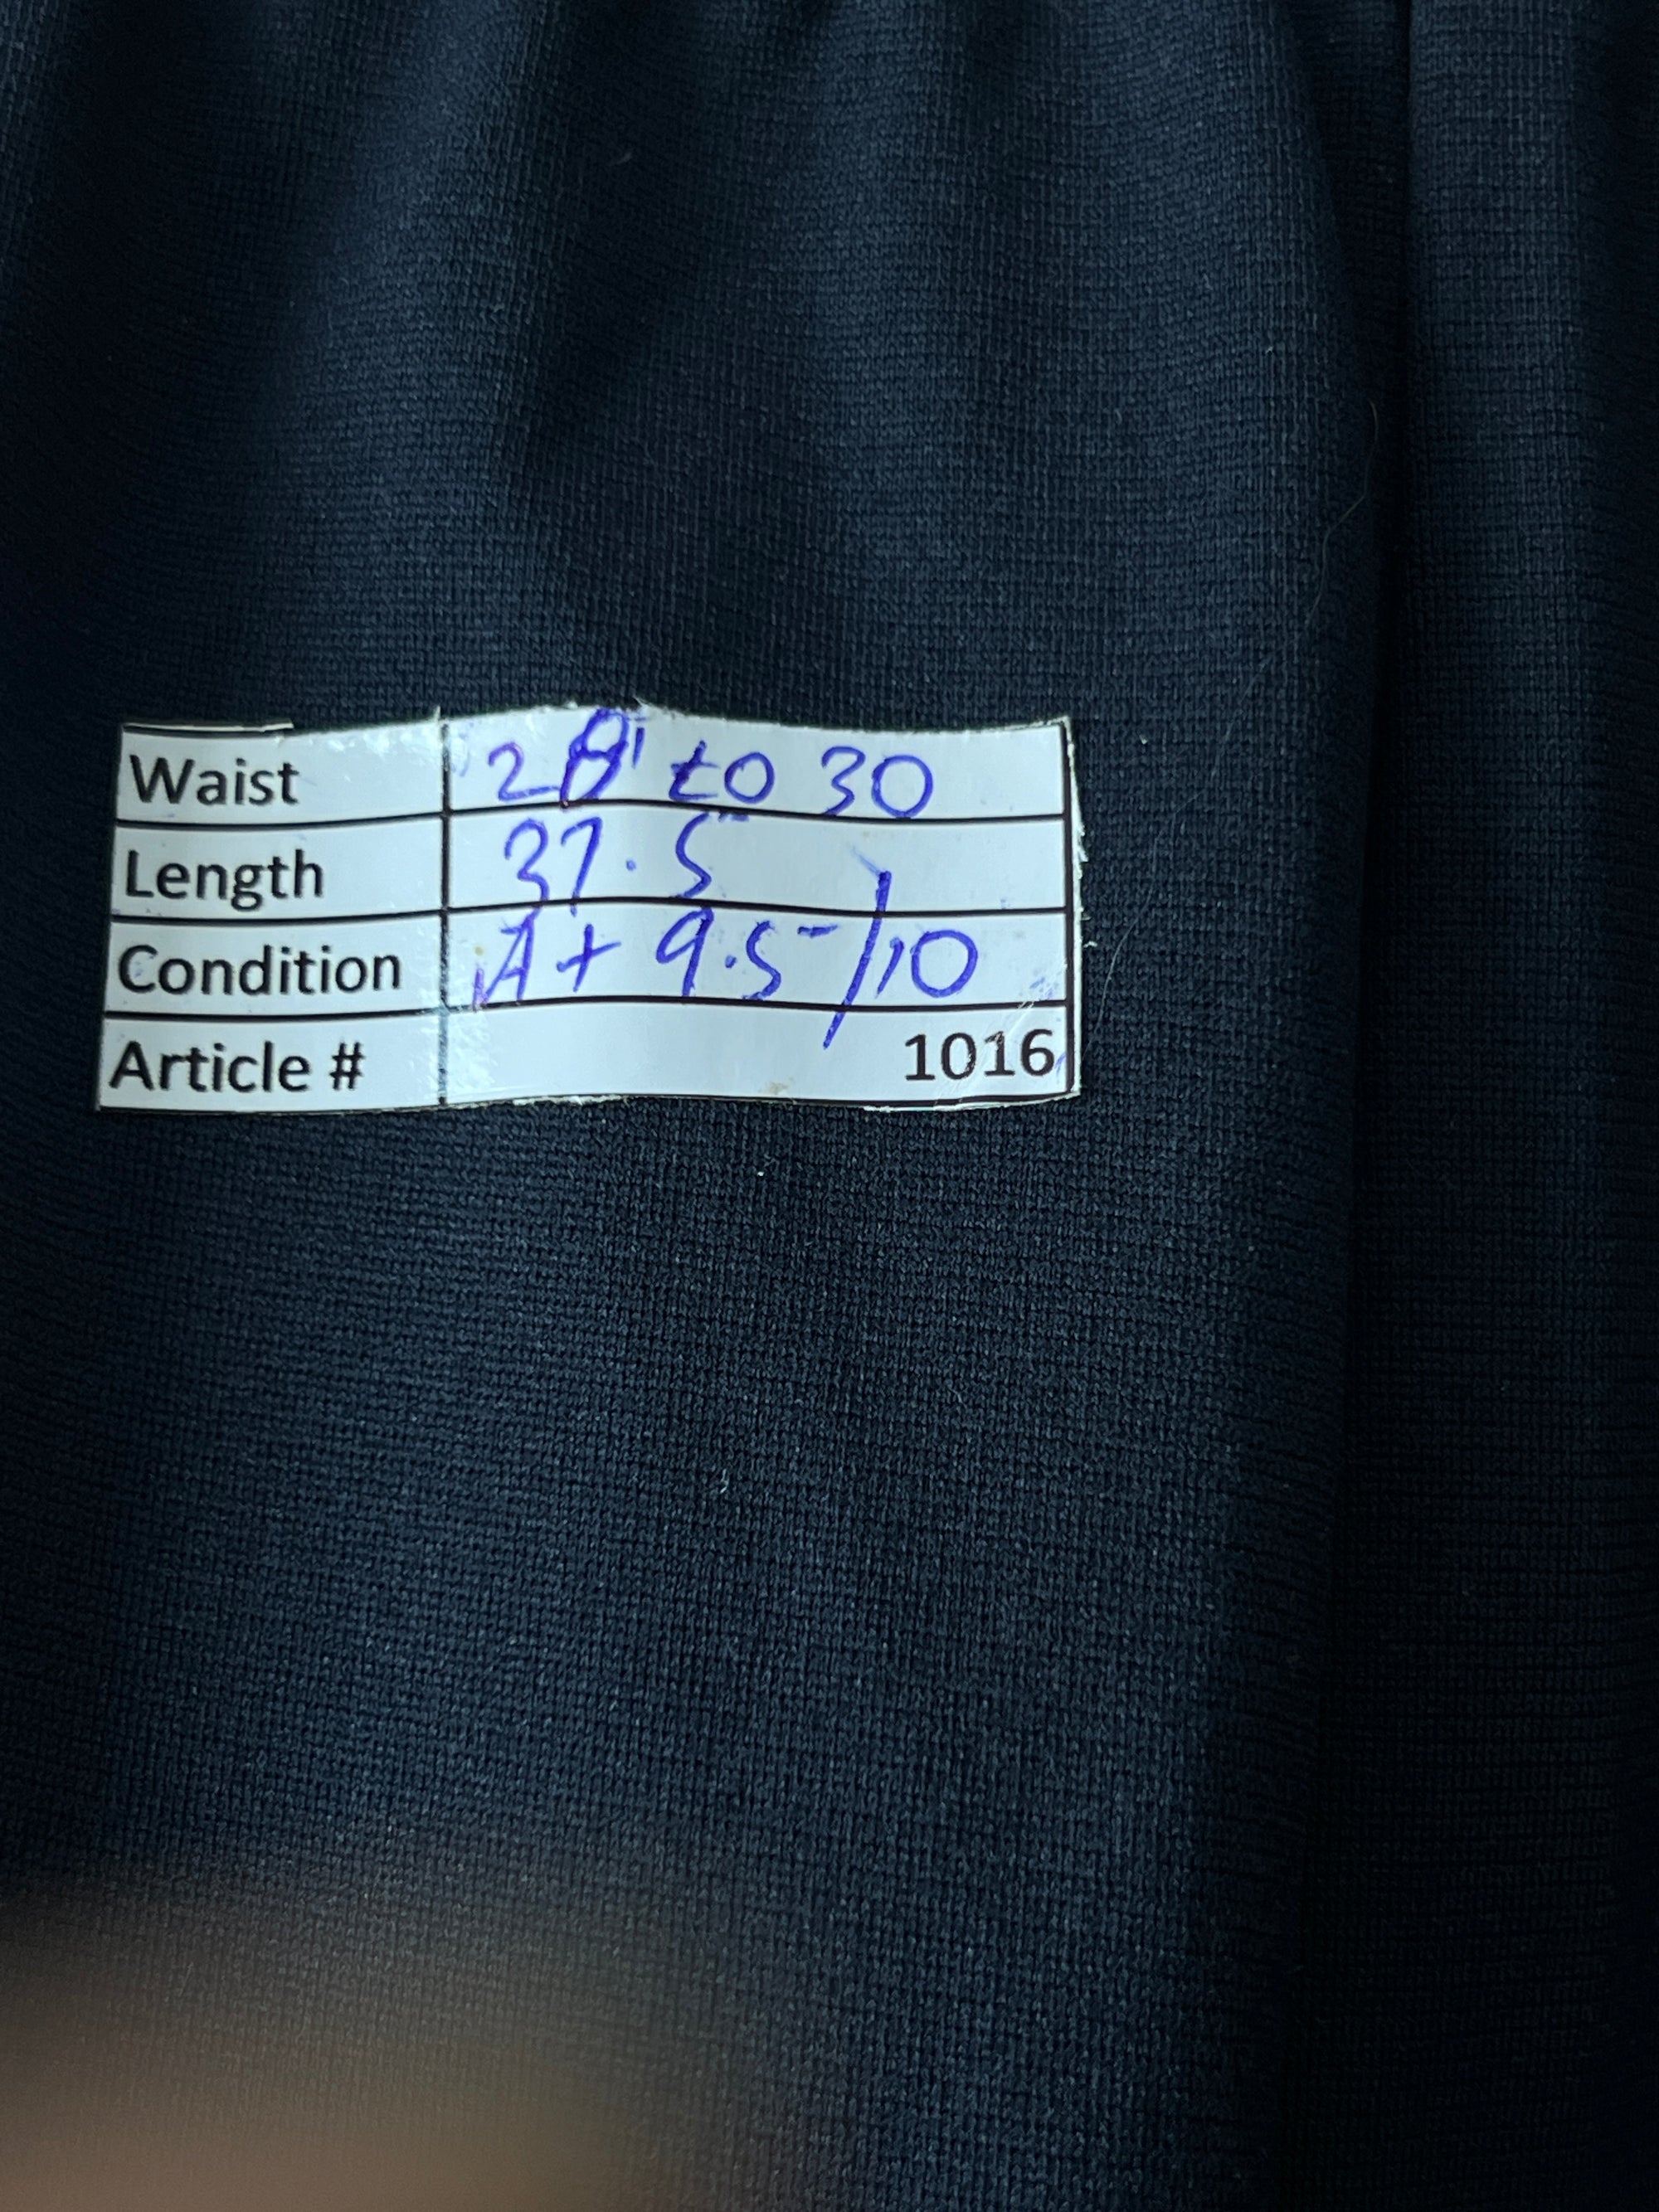 Waist 28 to 30
Length 37.5
Condition A+ 9.5/10
Article # 1016